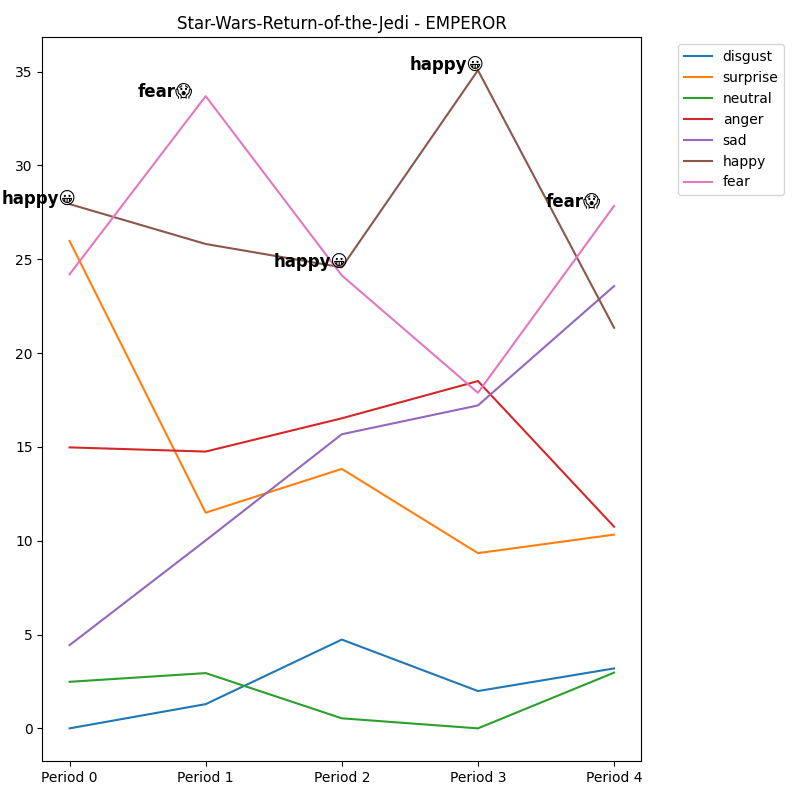 Star-Wars-Return-of-the-Jedi - EMPEROR
disgust
surprise
neutral
anger
sad
happy
fear
happy😀
fear😱
happy😀
happy😀
fear😱
35
30
25
20
15
10
5
0
Period 0
Period 1
Period 2
Period 3
Period 4